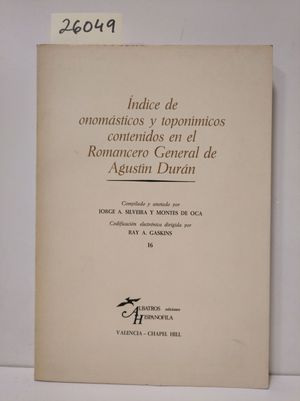 26049
Índice de
onomásticos y toponímicos
contenidos en el
Romancero General de
Agustín Durán
Compilado y anotado por
JORGE A. SILVEIRA Y MONTES DE OCA
Codificación electrónica dirigida por
RAY A. GASKINS
16
ALBATROS ediciones
HISPANOFILA
VALENCIA - CHAPEL HILL